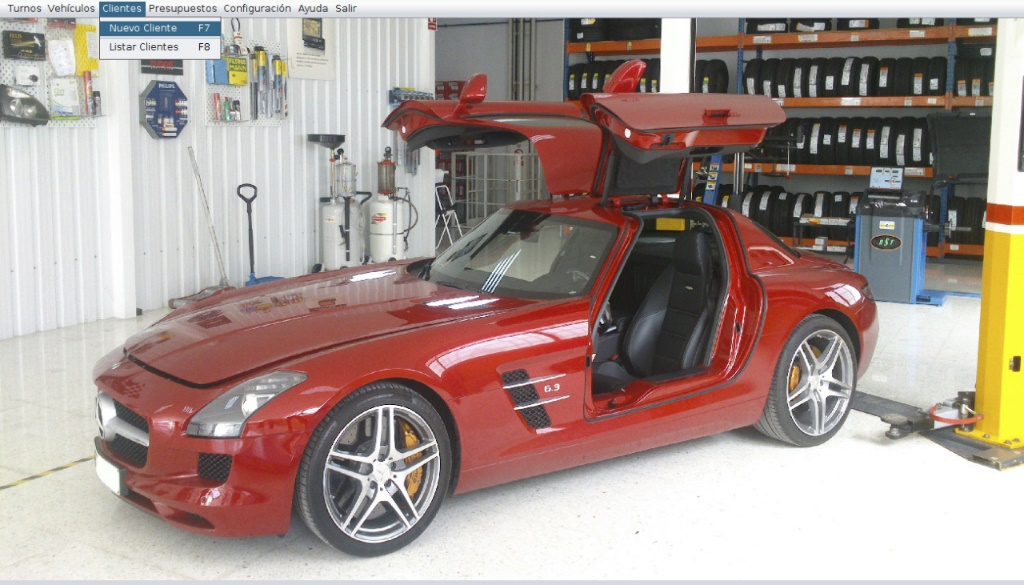 Turnos Vehículos Clientes Presupuestos Configuración Ayuda Salir
Nuevo Cliente F7
Listar Clientes F8
6.3